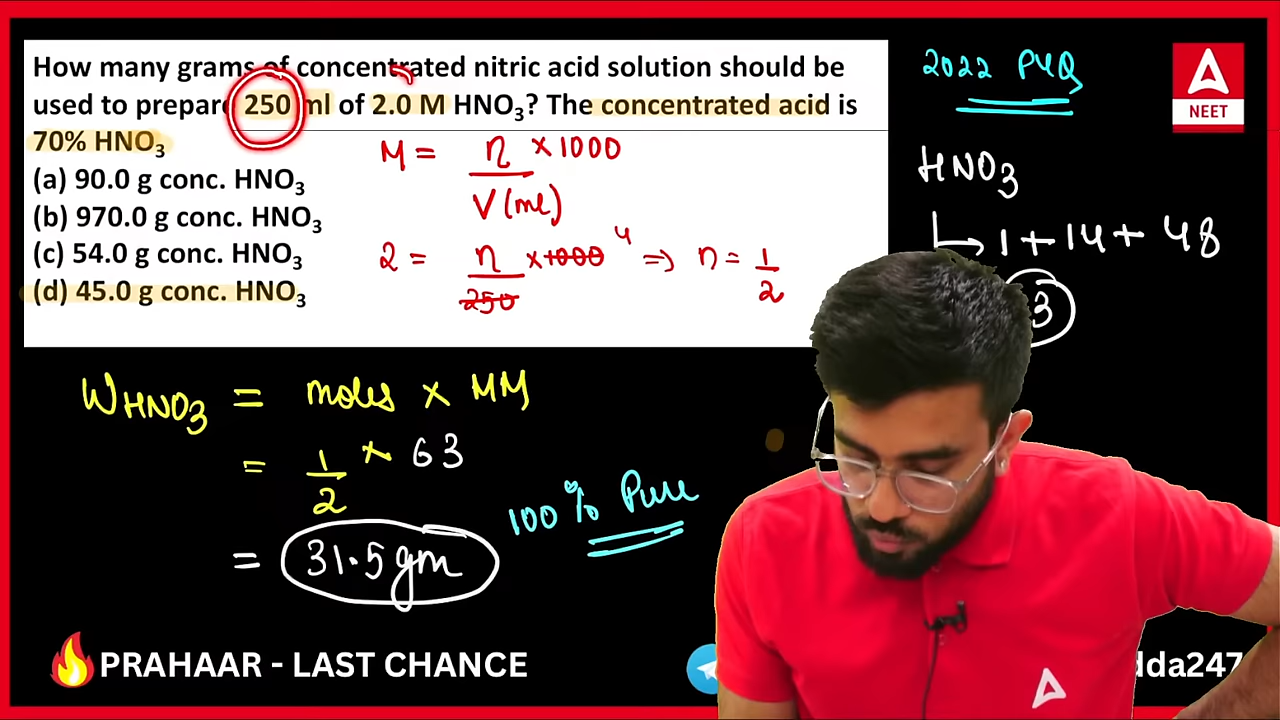 How many grams of concentrated nitric acid solution should be
used to prepare 250 ml of 2.0 M HNO₃? The concentrated acid is
70% HNO₃
(a) 90.0 g conc. HNO₃
(b) 970.0 g conc. HNO₃
(c) 54.0 g conc. HNO₃
(d) 45.0 g conc. HNO₃
M = n × 1000
V (ml)
2 = n × 1000 4 ⇒ n = 1
250 2
2022 PYQ
NEET
HNO₃
↳ 1 + 14 + 48
3
W HNO₃ = moles × MM
= 1/2 × 63
= 31.5 gm
100 % Pure
PRAHAAR - LAST CHANCE
dda247